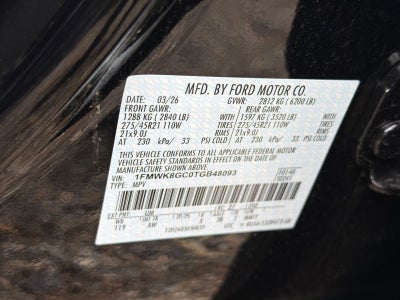 MFD. BY FORD MOTOR CO.
DATE: 03/26 GVWR: 2812 KG ( 6200 LB)
FRONT GAWR: REAR GAWR:
1288 KG ( 2840 LB) 1597 KG ( 3520 LB)
275/45R21 110W TIRES 275/45R21 110W TIRES
21x9.0J RIMS 21x9.0J RIMS
AT 230 kPa/ 33 PSI COLD AT 230 kPa/ 33 PSI COLD
THIS VEHICLE CONFORMS TO ALL APPLICABLE FEDERAL MOTOR
VEHICLE SAFETY STANDARDS IN EFFECT ON THE DATE OF
MANUFACTURE SHOWN ABOVE.
VIN: 1FMWK8GC0TGB48093
TYPE: MPV